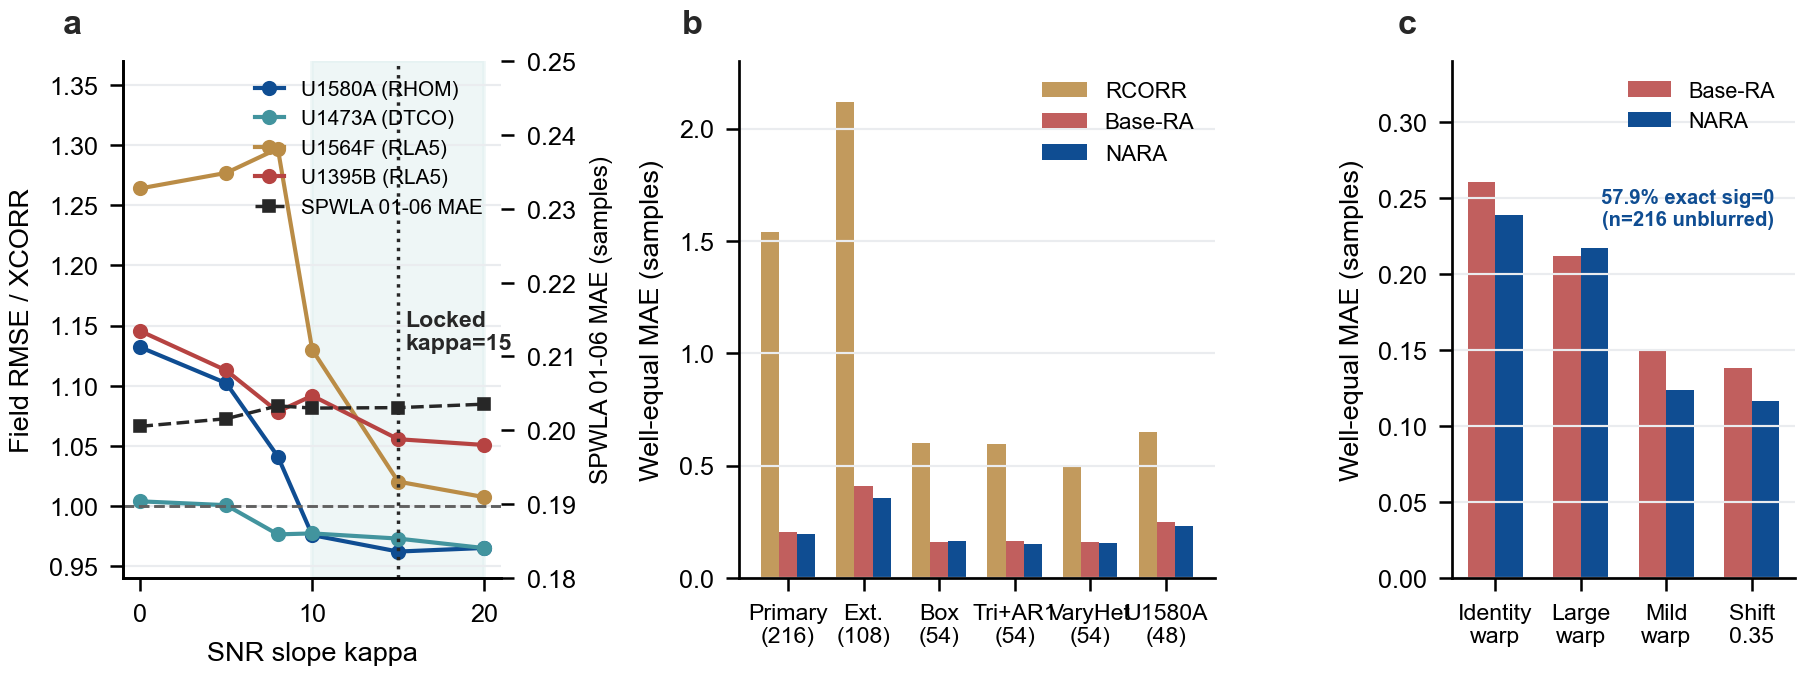 a
1.35
1.30
1.25
1.20
1.15
1.10
1.05
1.00
0.95
Field RMSE / XCORR
U1580A (RHOM)
U1473A (DTCO)
U1564F (RLA5)
U1395B (RLA5)
SPWLA 01-06 MAE
Locked
kappa=15
0
10
20
SNR slope kappa
0.25
0.24
0.23
0.22
0.21
0.20
0.19
0.18
SPWLA 01-06 MAE (samples)
b
Well-equal MAE (samples)
2.0
1.5
1.0
0.5
0.0
RCORR
Base-RA
NARA
Primary
(216)
Ext.
(108)
Box
(54)
Tri+AR1
(54)
VaryHet
(54)
U1580A
(48)
c
Well-equal MAE (samples)
0.30
0.25
0.20
0.15
0.10
0.05
0.00
Base-RA
NARA
57.9% exact sig=0
(n=216 unblurred)
Identity
warp
Large
warp
Mild
warp
Shift
0.35